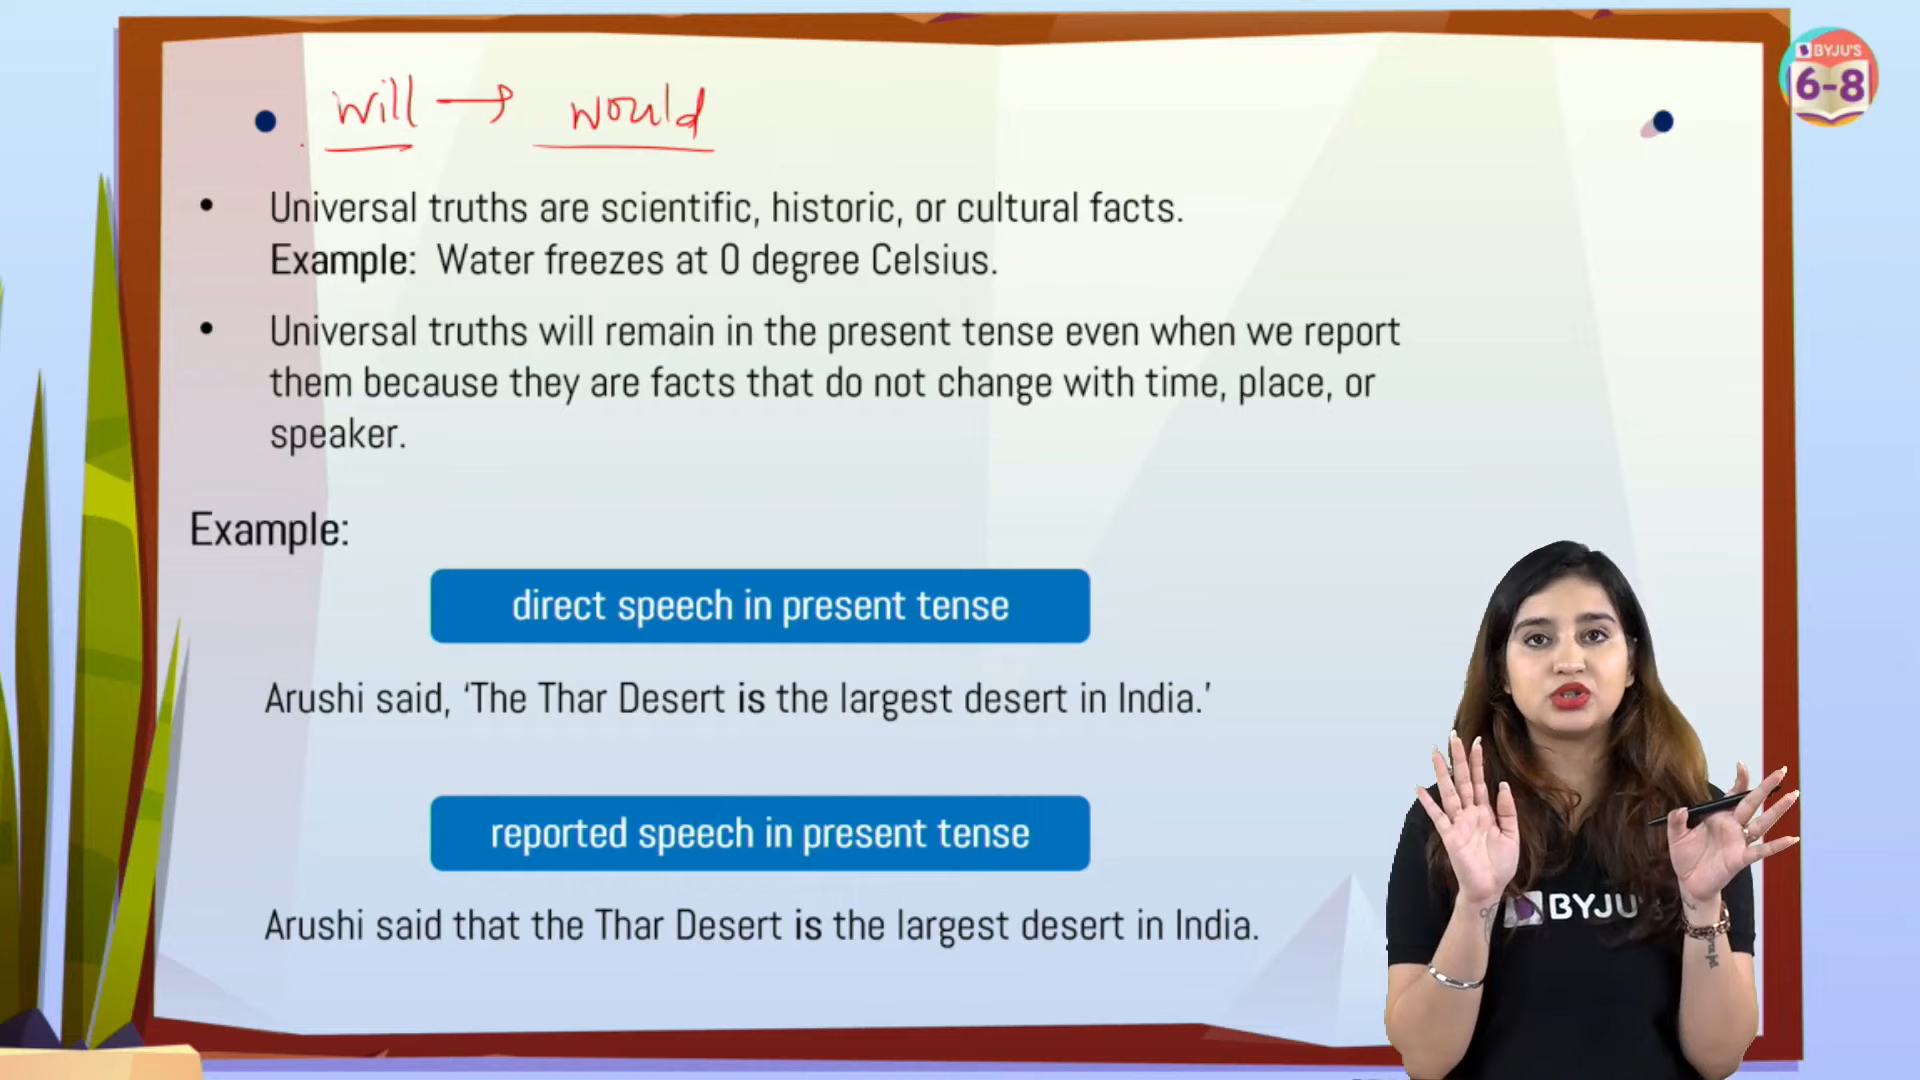 BYJU'S
6-8
will → would
• Universal truths are scientific, historic, or cultural facts.
Example: Water freezes at 0 degree Celsius.
• Universal truths will remain in the present tense even when we report
them because they are facts that do not change with time, place, or
speaker.
Example:
direct speech in present tense
Arushi said, ‘The Thar Desert is the largest desert in India.’
reported speech in present tense
Arushi said that the Thar Desert is the largest desert in India.
BYJU'S